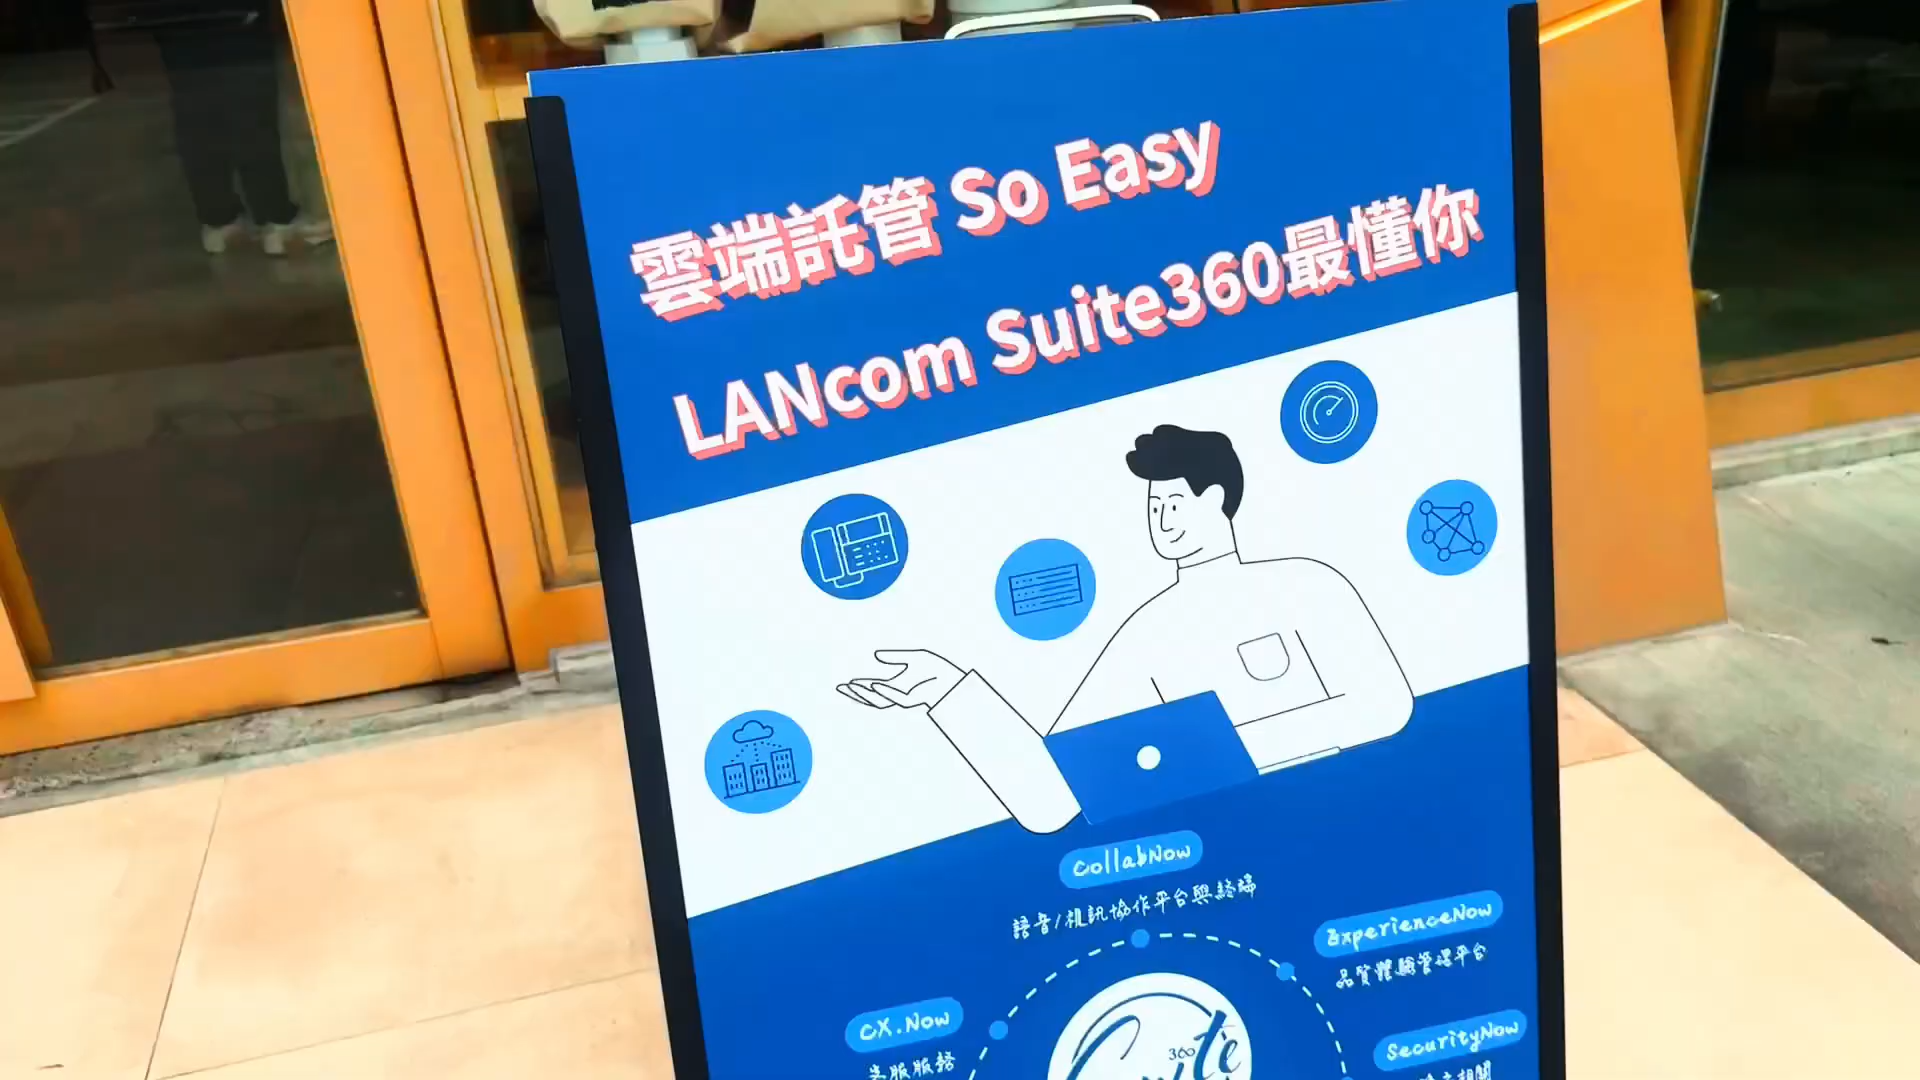 雲端託管 So Easy
LANcom Suite360最懂你
CollabNow
語音/視訊協作平台與終端
ExperienceNow
品質體驗管理平台
CX.Now
客服服務
SecurityNow
360
Suite